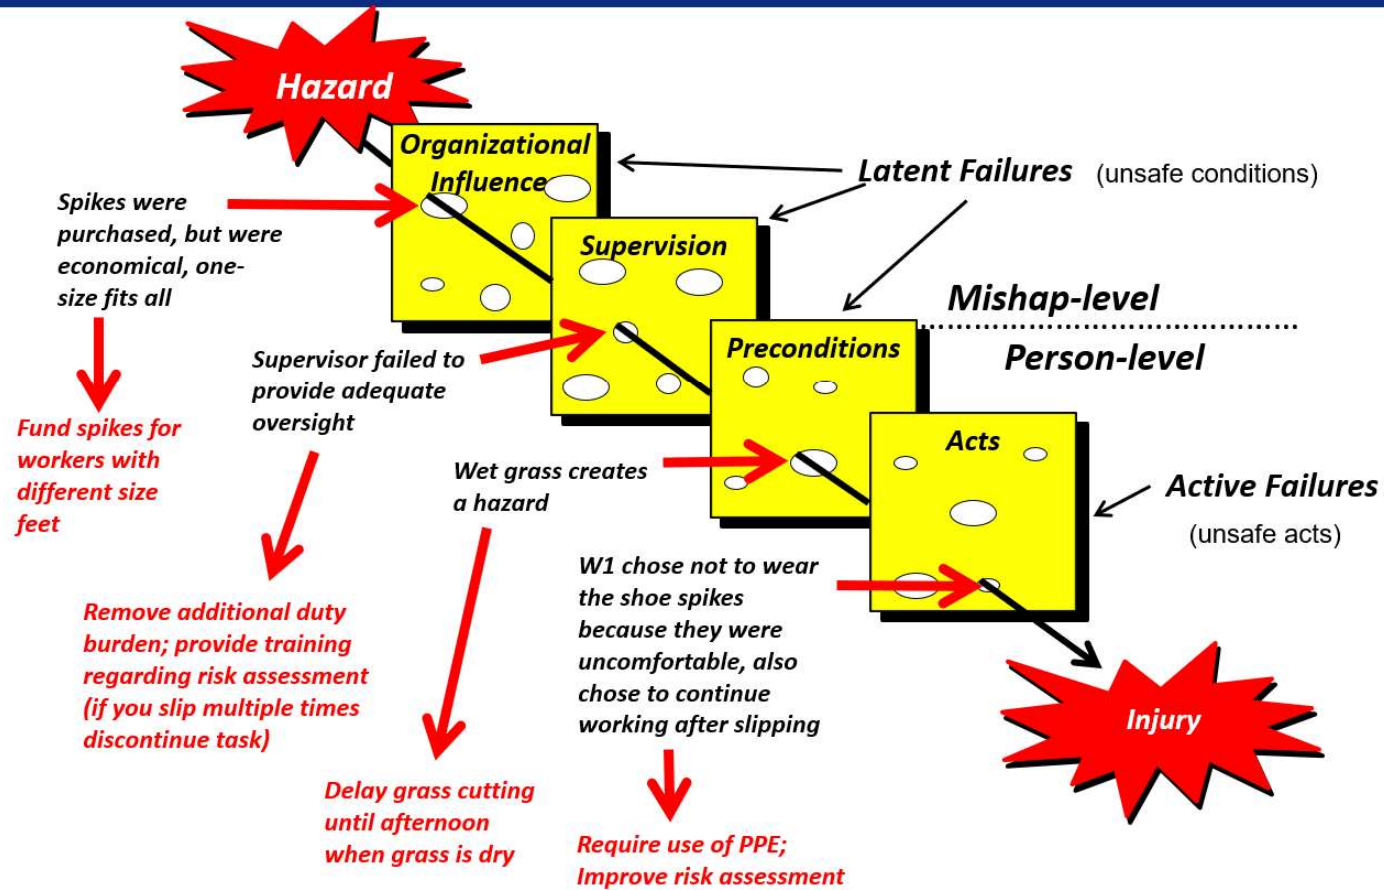 Hazard
Organizational
Influence
Latent Failures (unsafe conditions)
Spikes were
purchased, but were
economical, one-
size fits all
Supervision
Mishap-level
Person-level
Supervisor failed to
provide adequate
oversight
Preconditions
Fund spikes for
workers with
different size
feet
Wet grass creates
a hazard
Acts
Active Failures
(unsafe acts)
W1 chose not to wear
the shoe spikes
because they were
uncomfortable, also
chose to continue
working after slipping
Remove additional duty
burden; provide training
regarding risk assessment
(if you slip multiple times
discontinue task)
Injury
Delay grass cutting
until afternoon
when grass is dry
Require use of PPE;
Improve risk assessment